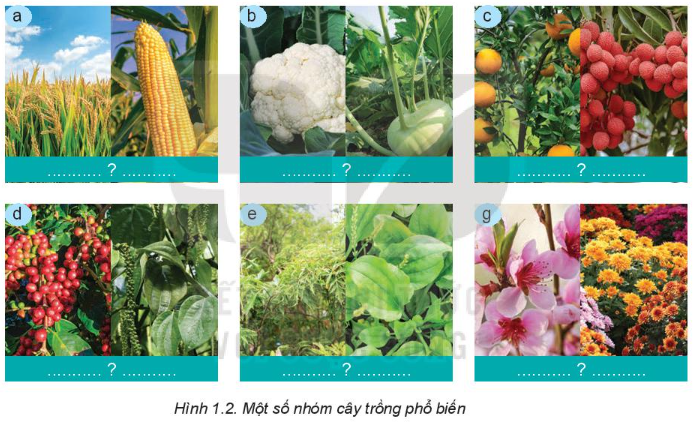 a
b
c
........... ? ...........
........... ? ...........
........... ? ...........
d
e
g
........... ? ...........
........... ? ...........
........... ? ...........
Hình 1.2. Một số nhóm cây trồng phổ biến